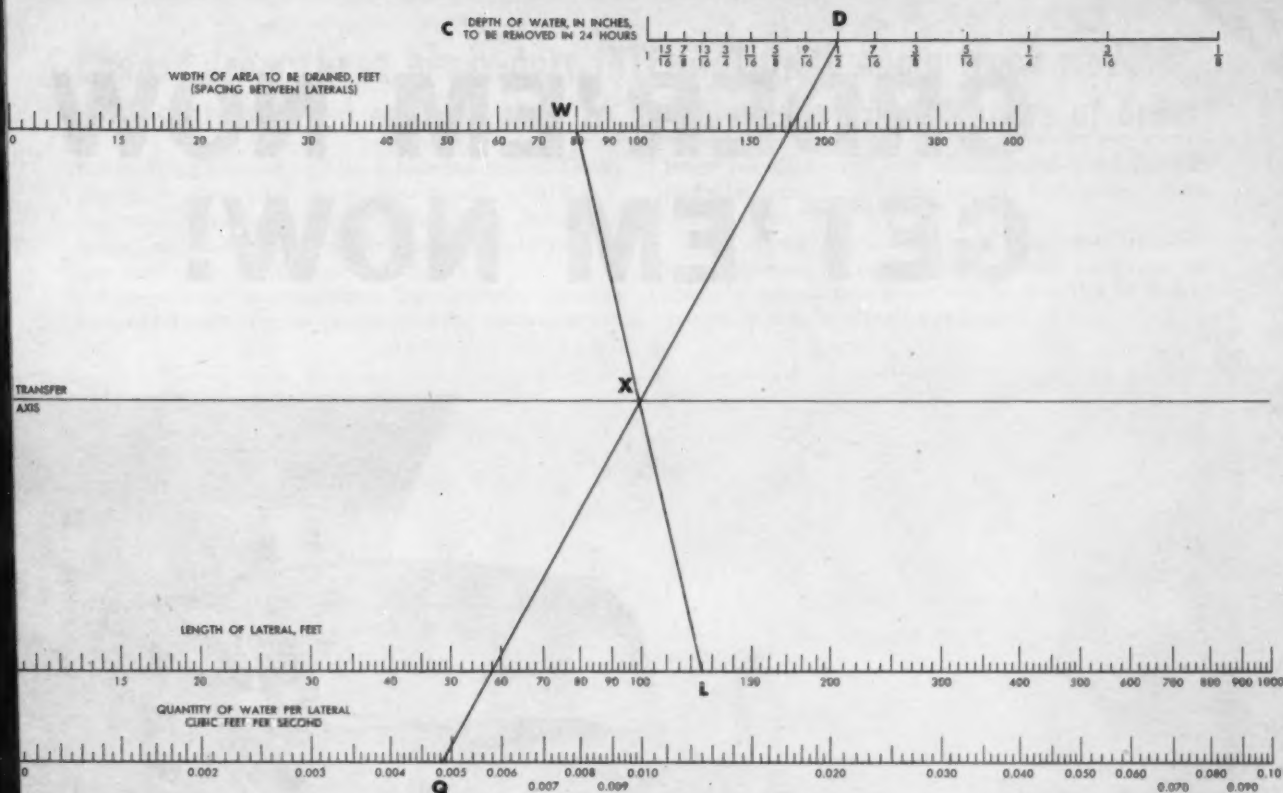 C DEPTH OF WATER, IN INCHES, D
TO BE REMOVED IN 24 HOURS
15/16 7/8 13/16 3/4 11/16 5/8 9/16 1/2 7/16 3/8 5/16 1/4 3/16 1/8
WIDTH OF AREA TO BE DRAINED, FEET
(SPACING BETWEEN LATERALS)
W
0 15 20 30 40 50 60 70 80 90 100 150 200 300 400
GET 'EM NOW!
X
TRANSFER
AXIS
LENGTH OF LATERAL, FEET
15 20 30 40 50 60 70 80 90 100 150 200 300 400 500 600 700 800 900 1000
L
QUANTITY OF WATER PER LATERAL
CUBIC FEET PER SECOND
0 0.002 0.003 0.004 0.005 0.006 0.008 0.010 0.020 0.030 0.040 0.050 0.060 0.080 0.10
Q 0.007 0.009 0.070 0.090